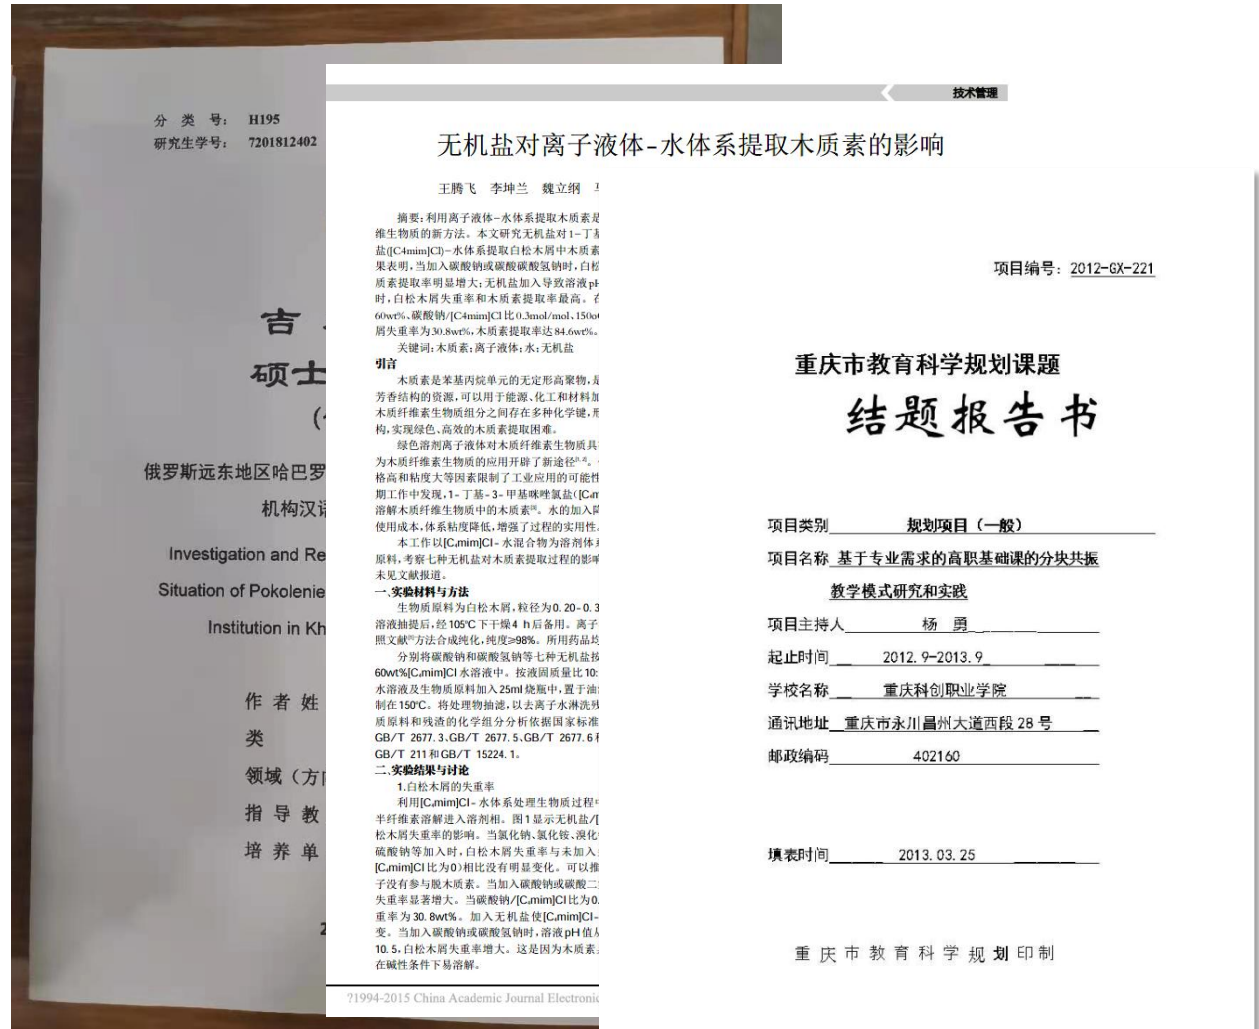 分 类 号： H195
研究生学号： 7201812402
吉
硕士
俄罗斯远东地区哈巴罗
机构汉语
Investigation and Re
Situation of Pokolenie
Institution in Kh
作 者 姓
类
领域（方向
指 导 教
培 养 单
2
技术管理
无机盐对离子液体-水体系提取木质素的影响
王腾飞 李坤兰 魏立纲
摘要：利用离子液体-水体系提取木质素是
维生物质的新方法。本文研究无机盐对1-丁基
盐([C4mim]Cl)-水体系提取白松木屑中木质素
果表明，当加入碳酸钠或碳酸碳酸氢钠时，白松
质素提取率明显增大；无机盐加入导致溶液pH
时，白松木屑失重率和木质素提取率最高。在
60wt%、碳酸钠/[C4mim]Cl比0.3mol/mol、150oC
屑失重率为30.8wt%，木质素提取率达84.6wt%。
关键词：木质素；离子液体；水；无机盐
引言
木质素是苯基丙烷单元的无定形高聚物，是
芳香结构的资源，可以用于能源、化工和材料加
木质纤维素生物质组分之间存在多种化学键，形
构，实现绿色、高效的木质素提取困难。
绿色溶剂离子液体对木质纤维素生物质具
为木质纤维素生物质的应用开辟了新途径[1,2]。
格高和粘度大等因素限制了工业应用的可能性
期工作中发现，1-丁基-3-甲基咪唑氯盐([C4m
溶解木质纤维生物质中的木质素[3]。水的加入降
使用成本，体系粘度降低，增强了过程的实用性。
本工作以[C4mim]Cl-水混合物为溶剂体系
原料，考察七种无机盐对木质素提取过程的影响
未见文献报道。
一、实验材料与方法
生物质原料为白松木屑，粒径为0.20-0.3
溶液抽提后，经105℃下干燥4 h后备用。离子
照文献[6]方法合成纯化，纯度≥98%。所用药品均
分别将碳酸钠和碳酸氢钠等七种无机盐按
60wt%[C4mim]Cl水溶液中。按液固质量比10:
水溶液及生物质原料加入25ml烧瓶中，置于油
制在150℃。将处理物抽滤，以去离子水淋洗残
质原料和残渣的化学组分分析依据国家标准
GB/T 2677.3、GB/T 2677.5、GB/T 2677.6和
GB/T 211和GB/T 15224.1。
二、实验结果与讨论
1.白松木屑的失重率
利用[C4mim]Cl-水体系处理生物质过程中
半纤维素溶解进入溶剂相。图1显示无机盐/[
松木屑失重率的影响。当氯化钠、氯化铵、溴化
硫酸钠等加入时，白松木屑失重率与未加入
[C4mim]Cl比为0)相比没有明显变化。可以推
子没有参与脱木质素。当加入碳酸钠或碳酸二
失重率显著增大。当碳酸钠/[C4mim]Cl比为0.
重率为30.8wt%。加入无机盐使[C4mim]Cl-
变。当加入碳酸钠或碳酸氢钠时，溶液pH值从
10.5，白松木屑失重率增大。这是因为木质素
在碱性条件下易溶解。
?1994-2015 China Academic Journal Electronic
项目编号：2012-GX-221
重庆市教育科学规划课题
结题报告书
项目类别 规划项目（一般）
项目名称 基于专业需求的高职基础课的分块共振
教学模式研究和实践
项目主持人 杨 勇
起止时间 2012.9-2013.9
学校名称 重庆科创职业学院
通讯地址 重庆市永川昌州大道西段28号
邮政编码 402160
填表时间 2013.03.25
重庆市教育科学规划印制